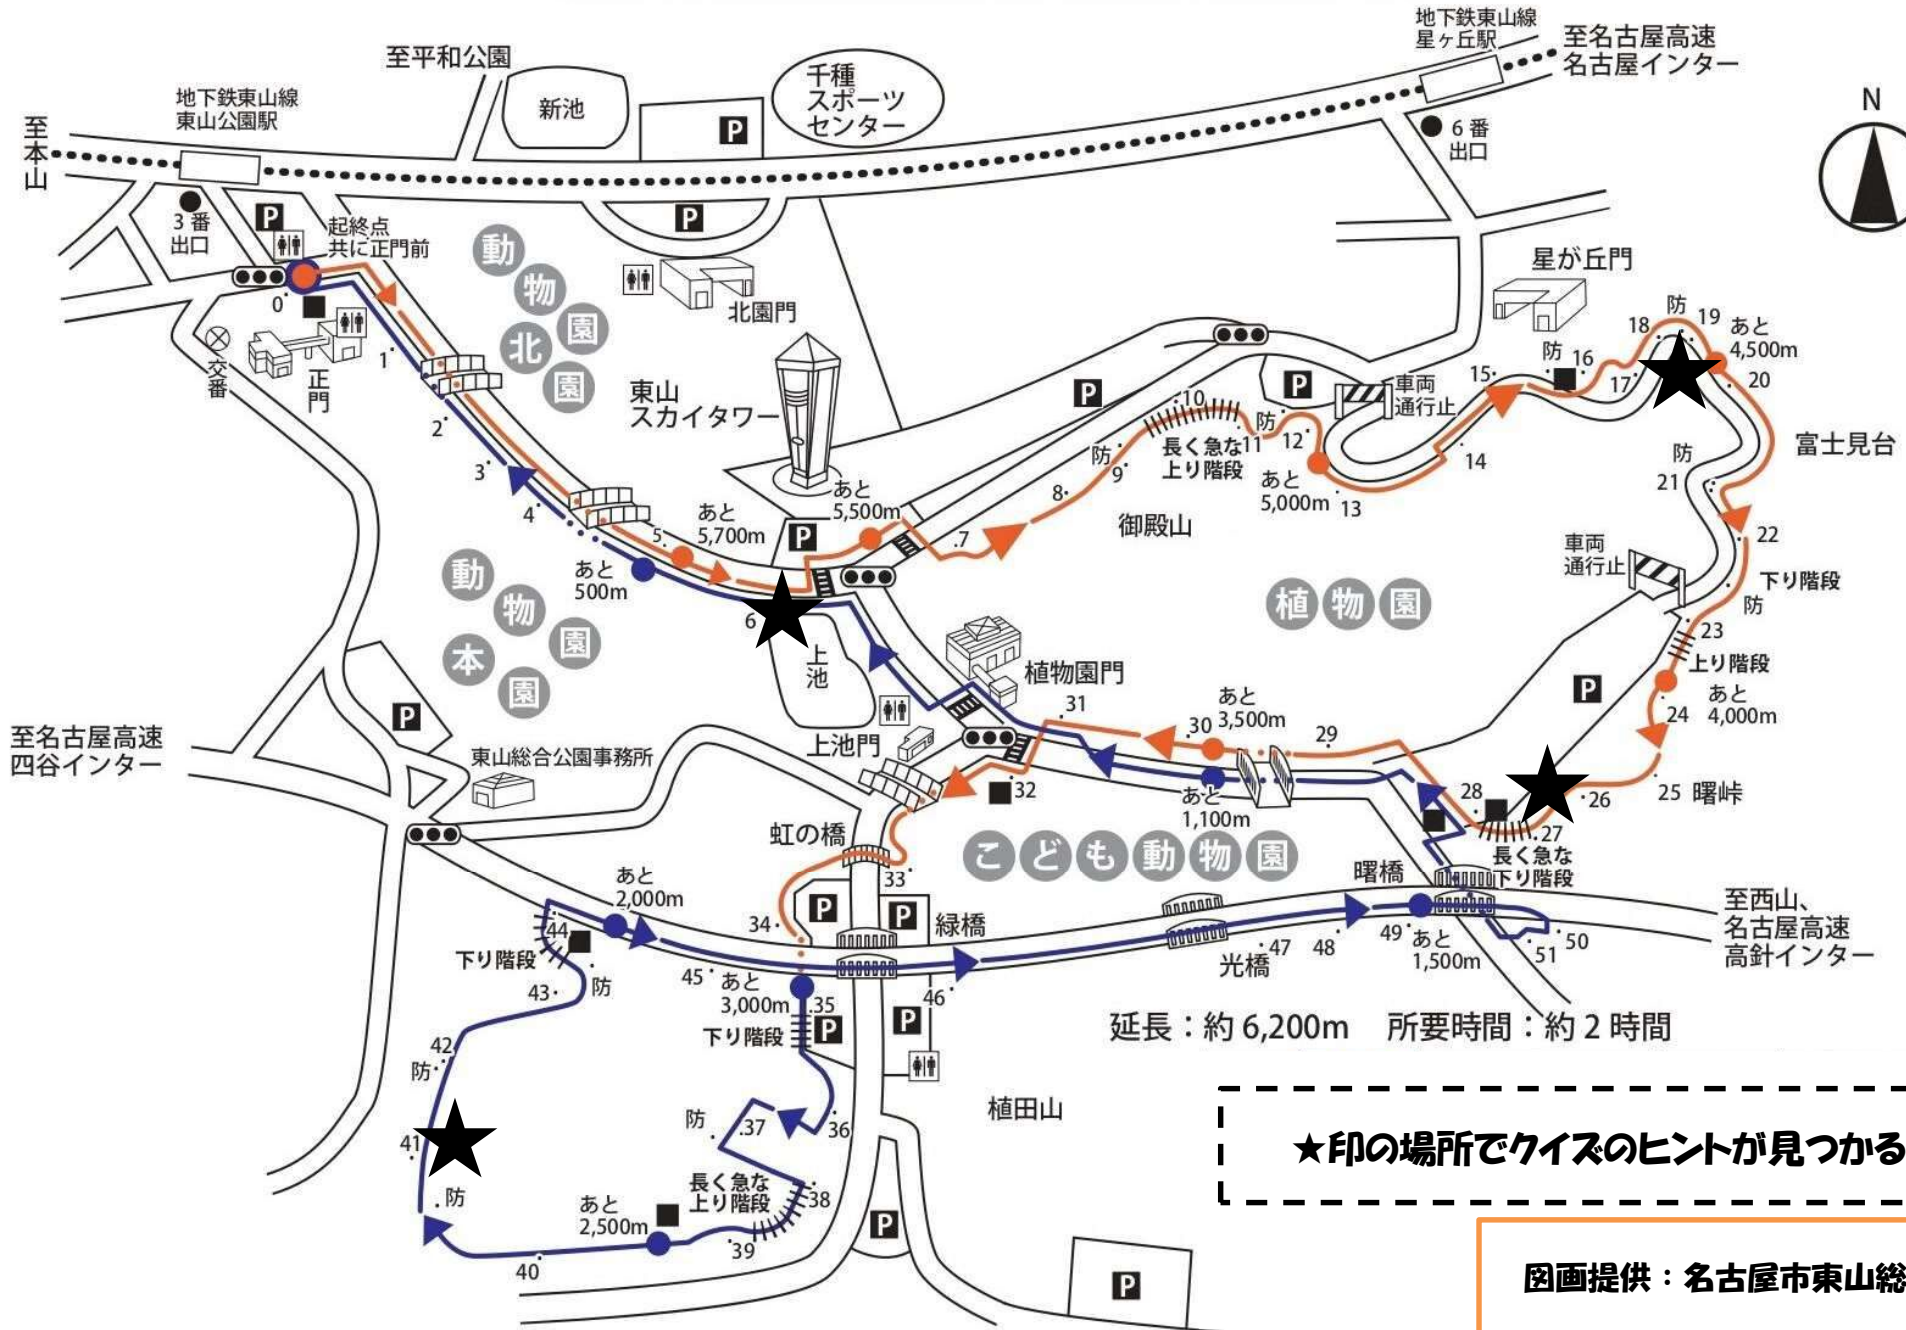 至平和公園
新池
千種
スポーツ
センター
地下鉄東山線
星ヶ丘駅
至名古屋高速
名古屋インター
N
地下鉄東山線
東山公園駅
至本山
P
6番
出口
3番
出口
P
起終点
共に正門前
P
0
動物園北園
北園門
星が丘門
交番
正門
1
2
3
4
5
東山
スカイタワー
P
P
車両
通行止
防
18
19
あと
4,500m
防
16
15
17
20
10
長く急な
上り階段
11
防
12
防
9
8
あと
5,000m
13
14
富士見台
防
21
22
あと
5,700m
あと
5,500m
P
7
御殿山
車両
通行止
下り階段
防
23
上り階段
あと
500m
6
動物園本園
上池
植物園
P
24
あと
4,000m
植物園門
31
30
あと
3,500m
29
P
至名古屋高速
四谷インター
東山総合公園事務所
上池門
32
あと
1,100m
28
26
25
曙峠
27
長く急な
下り階段
虹の橋
こども動物園
33
曙橋
至西山、
名古屋高速
高針インター
あと
2,000m
34
P
P
緑橋
44
下り階段
43
防
45
あと
3,000m
35
下り階段
P
46
P
光橋
47
48
49
あと
1,500m
51
50
延長：約6,200m 所要時間：約2時間
42
防
41
防
防
37
36
植田山
★印の場所でクイズのヒントが見つかる
長く急な
上り階段
38
あと
2,500m
39
40
P
P
図画提供：名古屋市東山総